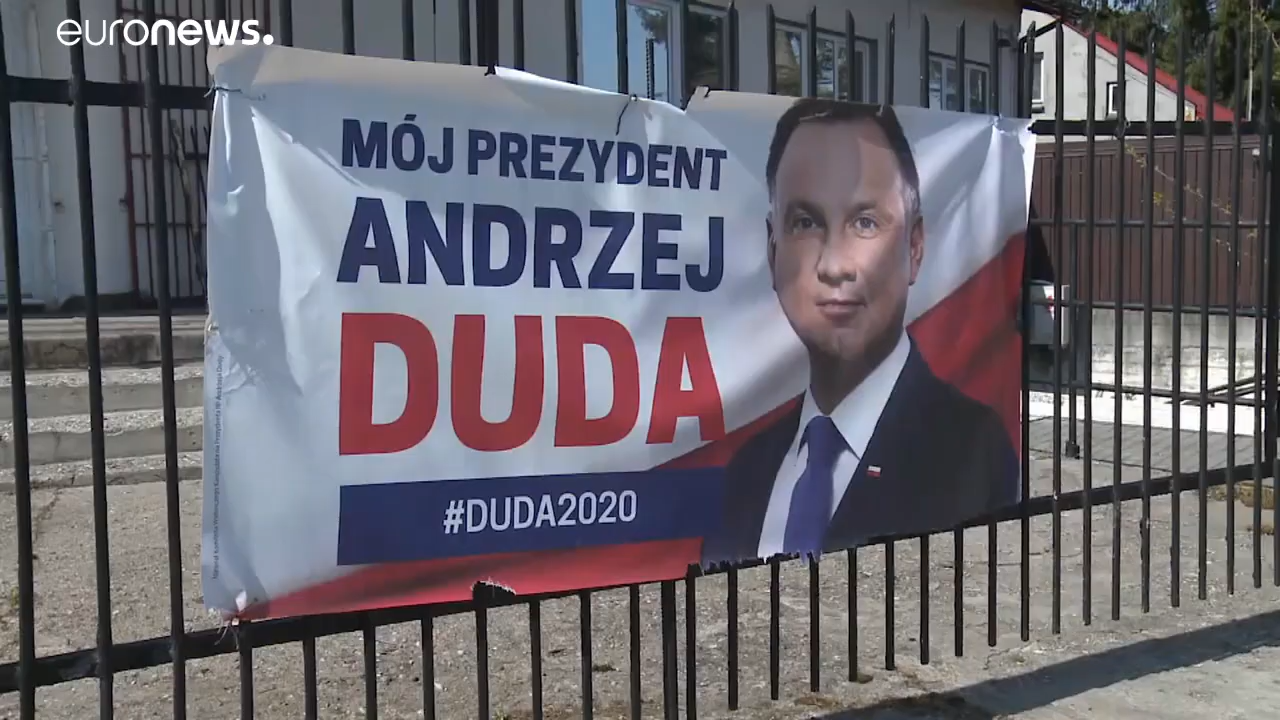 euronews.
MÓJ PREZYDENT
ANDRZEJ
DUDA
#DUDA2020